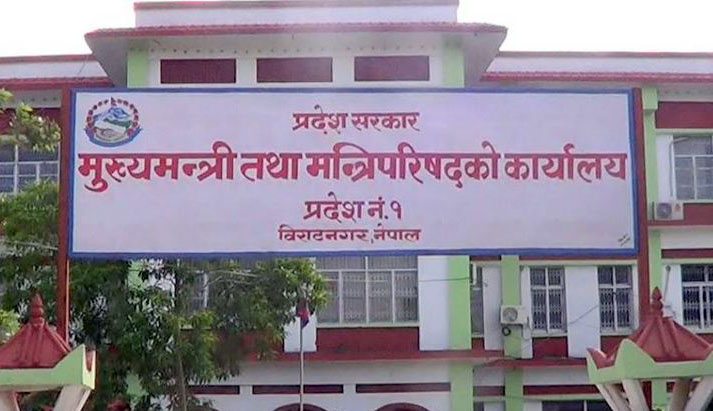 प्रदेश सरकार
मुख्यमन्त्री तथा मन्त्रिपरिषद्को कार्यालय
प्रदेश नं. १
विराटनगर, नेपाल